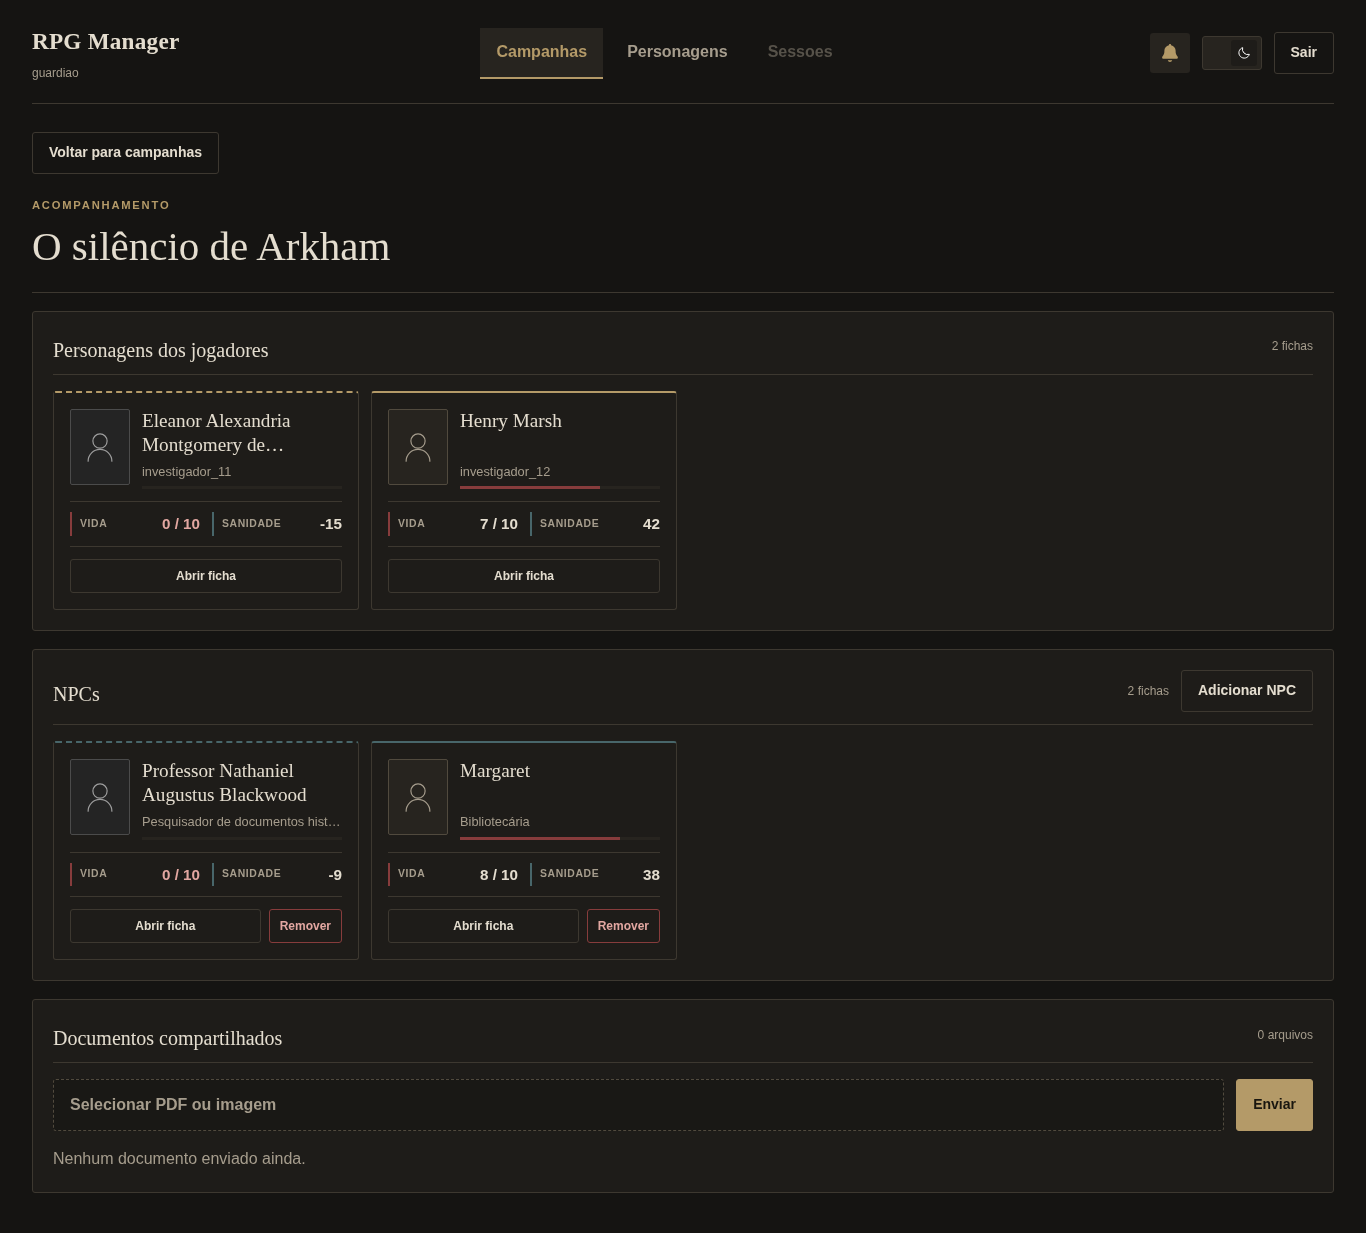 RPG Manager
guardiao
Campanhas
Personagens
Sessoes
Sair
Voltar para campanhas
ACOMPANHAMENTO
O silêncio de Arkham
Personagens dos jogadores
2 fichas
Eleanor Alexandria
Montgomery de…
investigador_11
VIDA 0 / 10 SANIDADE -15
Abrir ficha
Henry Marsh
investigador_12
VIDA 7 / 10 SANIDADE 42
Abrir ficha
NPCs
2 fichas
Adicionar NPC
Professor Nathaniel
Augustus Blackwood
Pesquisador de documentos hist…
VIDA 0 / 10 SANIDADE -9
Abrir ficha
Remover
Margaret
Bibliotecária
VIDA 8 / 10 SANIDADE 38
Abrir ficha
Remover
Documentos compartilhados
0 arquivos
Selecionar PDF ou imagem
Enviar
Nenhum documento enviado ainda.